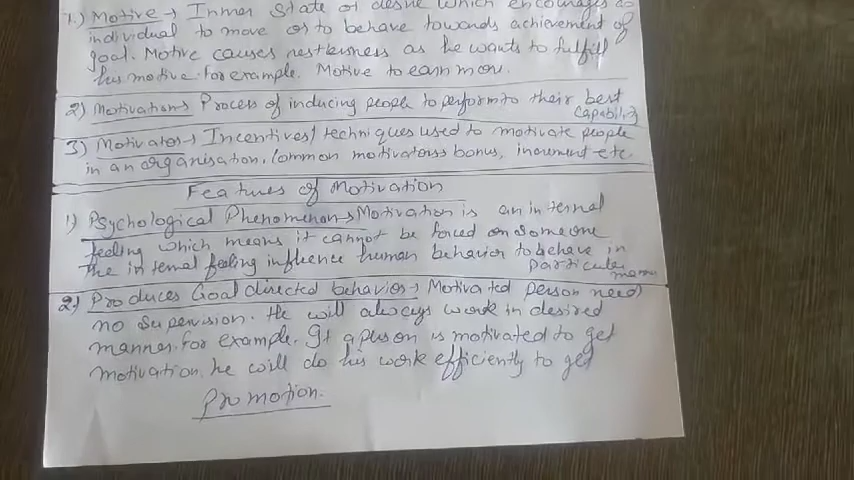 1.) Motive → Inner State of desire which encourages an
individual to move or to behave towards achievement of
goal. Motive causes restlessness as he wants to fulfill
his motive. For example. Motive to earn more.
2) Motivation → Process of inducing people to perform to their best
capability
3) Motivators → Incentives/techniques used to motivate people
in an organisation. Common motivators bonus, increment etc.
Features of Motivation
1) Psychological Phenomenon → Motivation is an internal
feeling which means it cannot be forced on someone
The internal feeling influence human behavior to behave in
particular manner
2) Produces Goal directed behavior → Motivated person need
no supervision. He will always work in desired
manner. For example. If a person is motivated to get
motivation, he will do his work efficiently to get
Promotion.